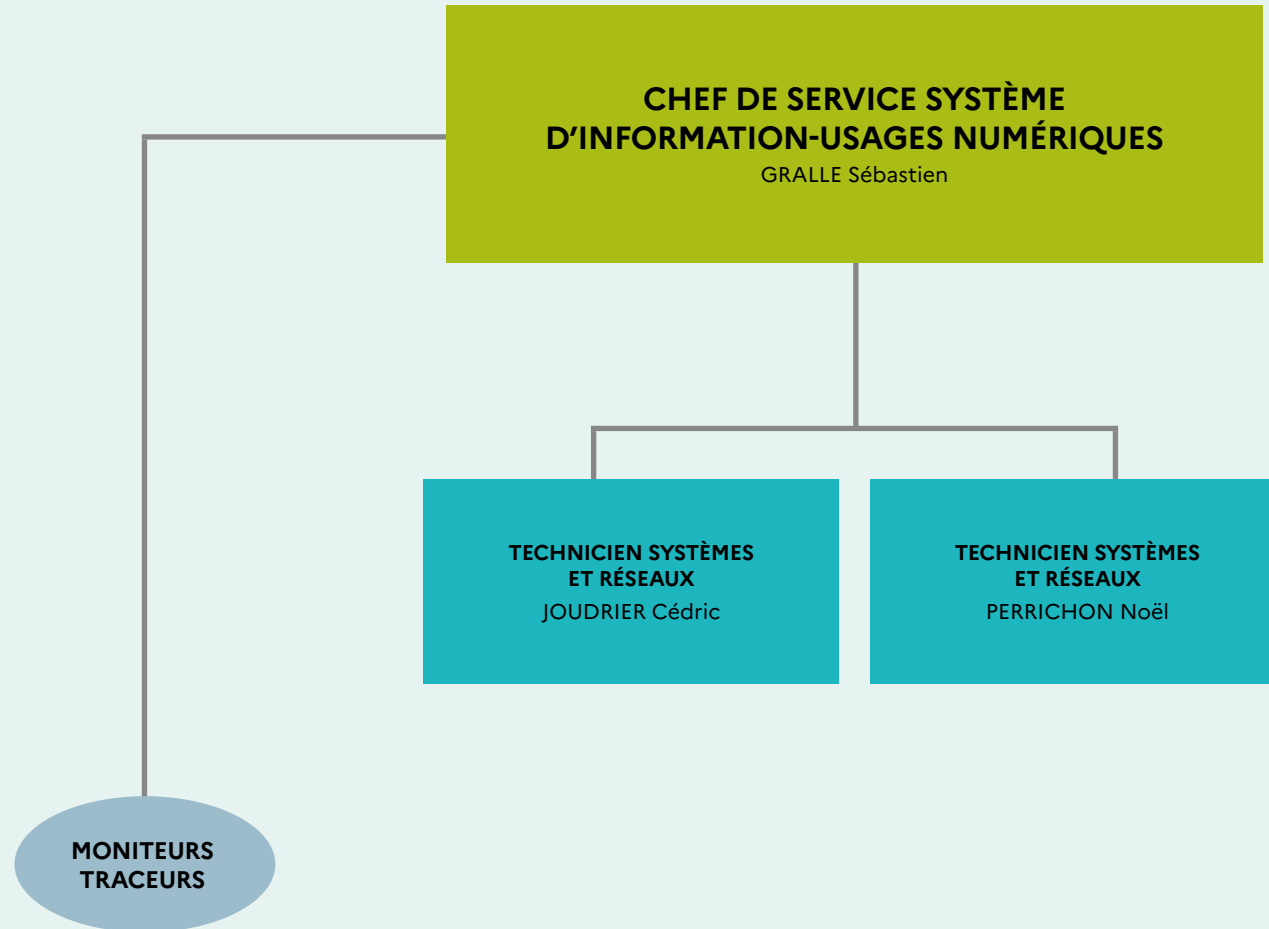 CHEF DE SERVICE SYSTÈME
D’INFORMATION-USAGES NUMÉRIQUES
GRALLE Sébastien
TECHNICIEN SYSTÈMES
ET RÉSEAUX
JOUDRIER Cédric
TECHNICIEN SYSTÈMES
ET RÉSEAUX
PERRICHON Noël
MONITEURS
TRACEURS